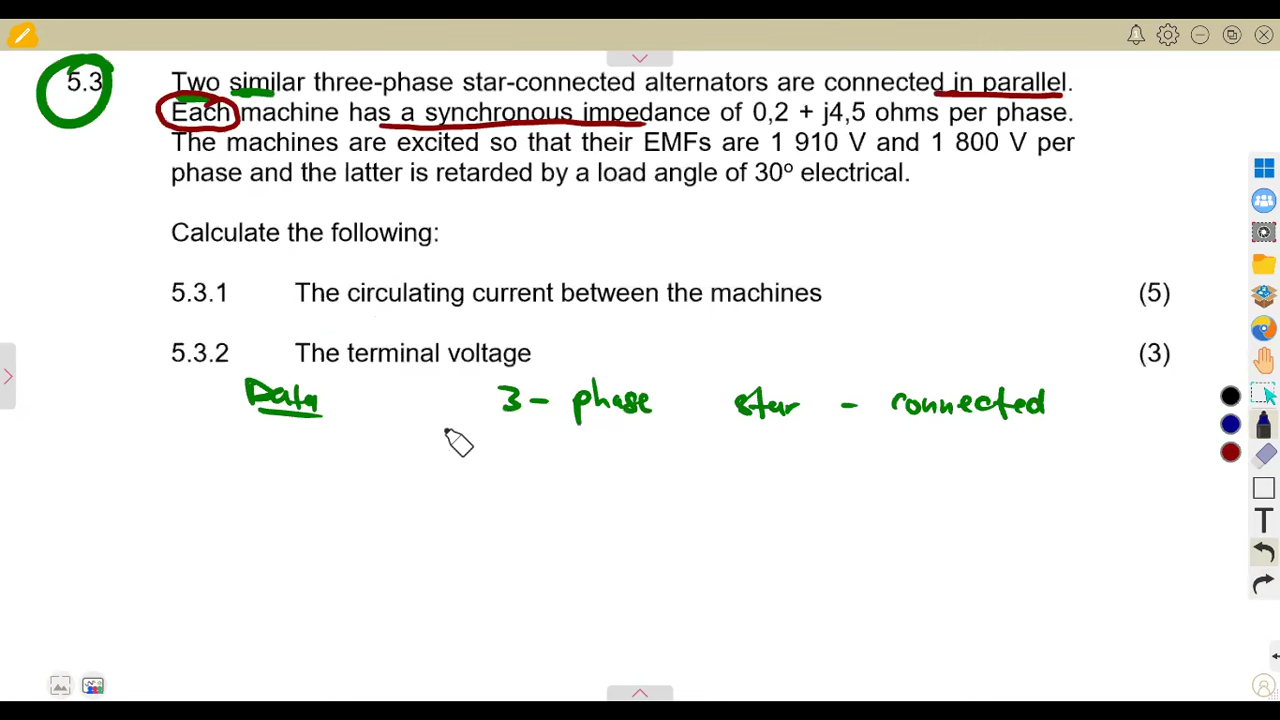 5.3 Two similar three-phase star-connected alternators are connected in parallel.
Each machine has a synchronous impedance of 0,2 + j4,5 ohms per phase.
The machines are excited so that their EMFs are 1 910 V and 1 800 V per
phase and the latter is retarded by a load angle of 30º electrical.
Calculate the following:
5.3.1 The circulating current between the machines (5)
5.3.2 The terminal voltage (3)
Data 3 - phase star - connected